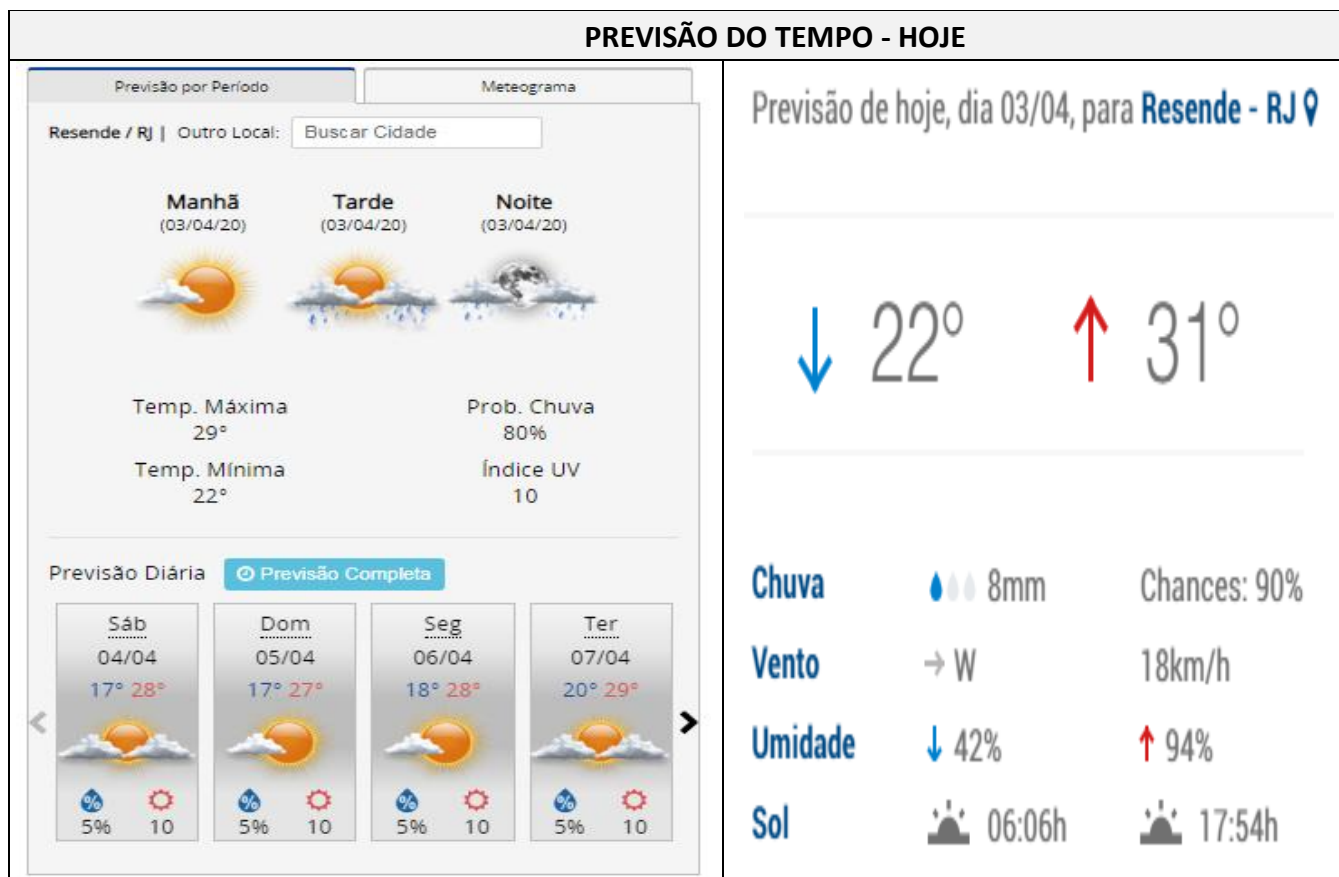 PREVISÃO DO TEMPO - HOJE
Previsão por Período
Meteograma
Resende / RJ | Outro Local: Buscar Cidade
Manhã Tarde Noite
(03/04/20) (03/04/20) (03/04/20)
Temp. Máxima Prob. Chuva
29° 80%
Temp. Mínima Índice UV
22° 10
Previsão Diária Previsão Completa
Sáb Dom Seg Ter
04/04 05/04 06/04 07/04
17° 28° 17° 27° 18° 28° 20° 29°
% % % %
5% 10 5% 10 5% 10 5% 10
Previsão de hoje, dia 03/04, para Resende - RJ
22° 31°
Chuva 8mm Chances: 90%
Vento → W 18km/h
Umidade ↓ 42% ↑ 94%
Sol 06:06h 17:54h